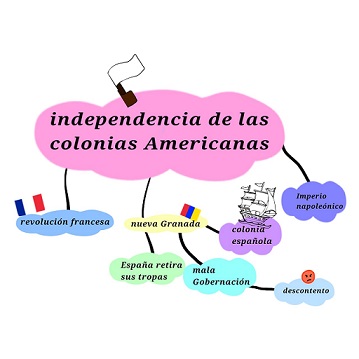 independencia de las
colonias Americanas
Imperio
napoleónico
revolución francesa
nueva Granada
colonia
española
España retira
sus tropas
mala
Gobernación
descontento